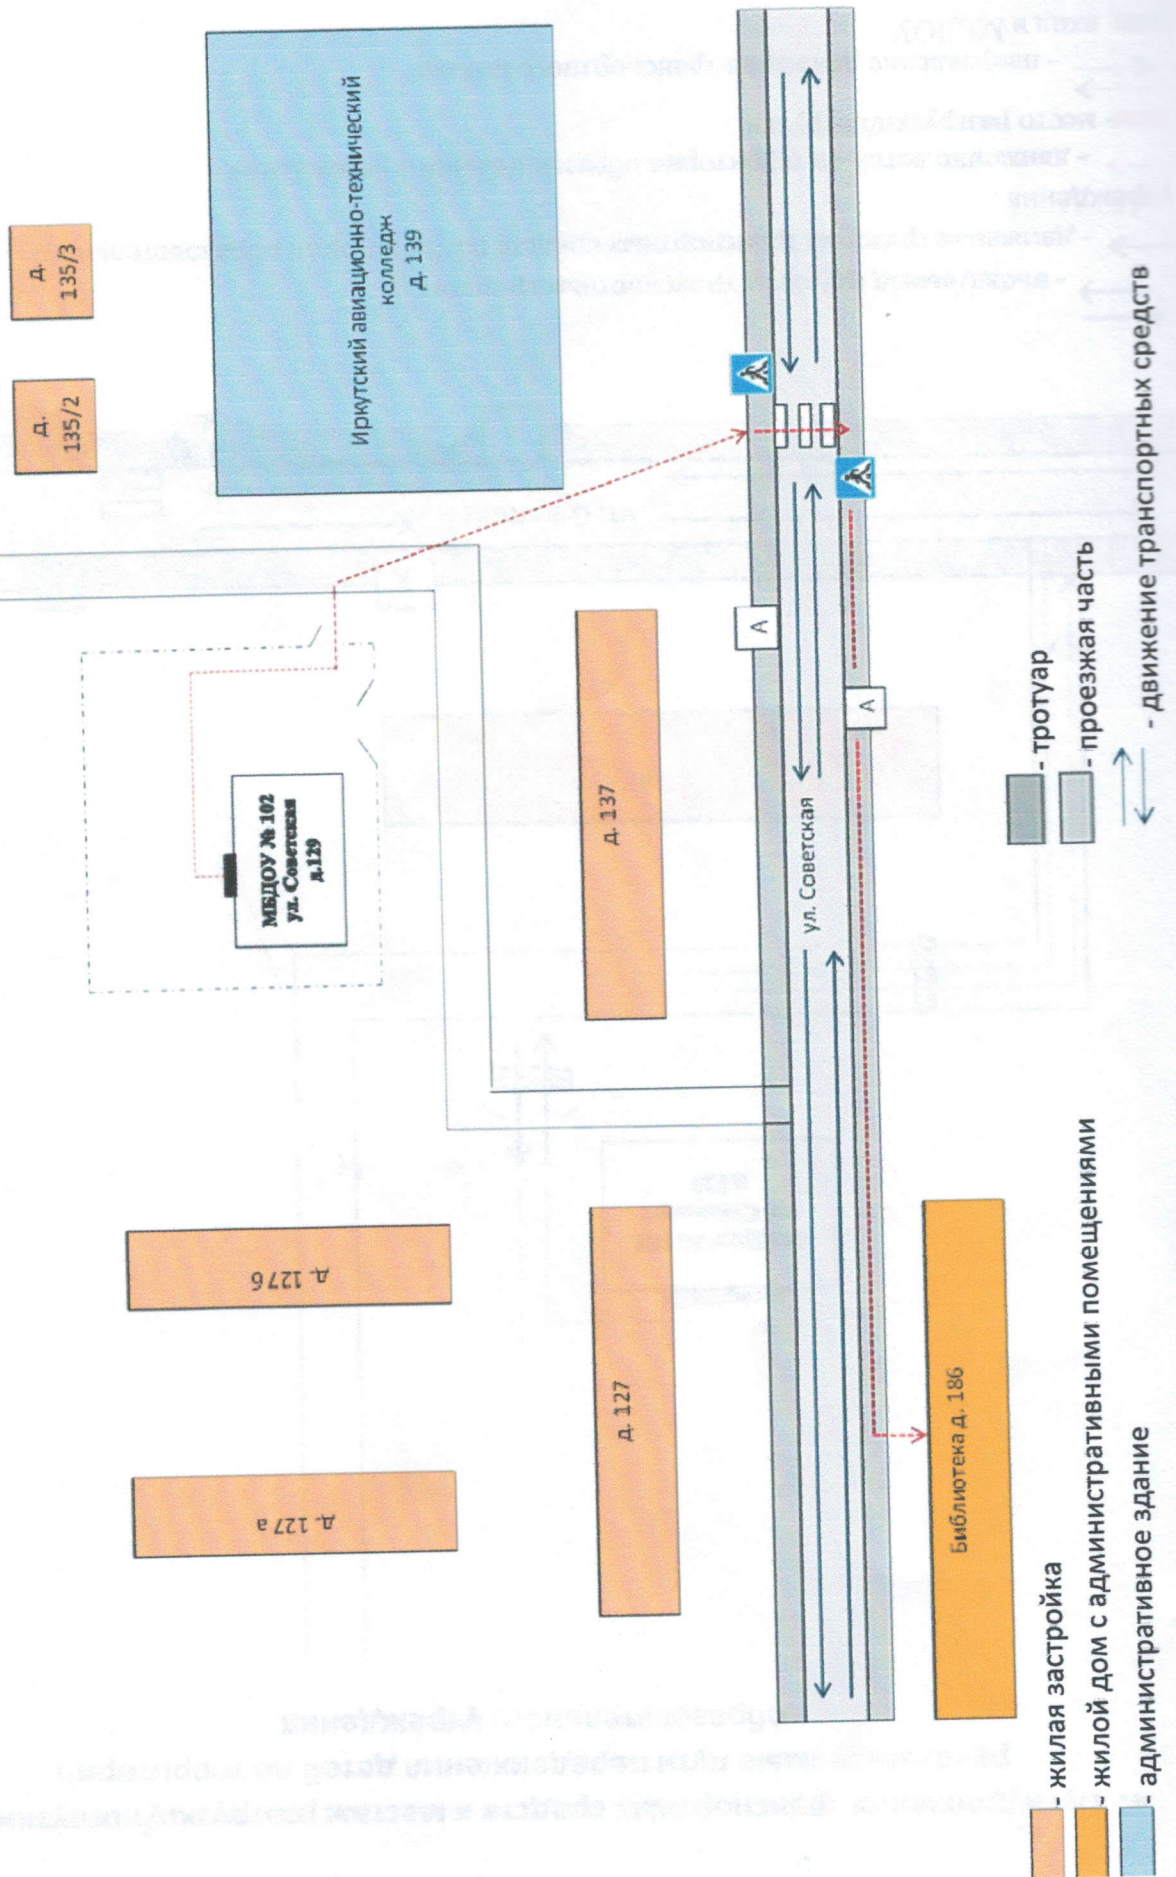 д. 127 а
д. 127б
МБДОУ № 102
ул. Советская
д.129
д.
135/2
д.
135/3
Иркутский авиационно-технический
колледж
д. 139
д. 127
д. 137
А
ул. Советская
А
Библиотека д. 186
- жилая застройка
- жилой дом с административными помещениями
- административное здание
- тротуар
- проезжая часть
- движение транспортных средств